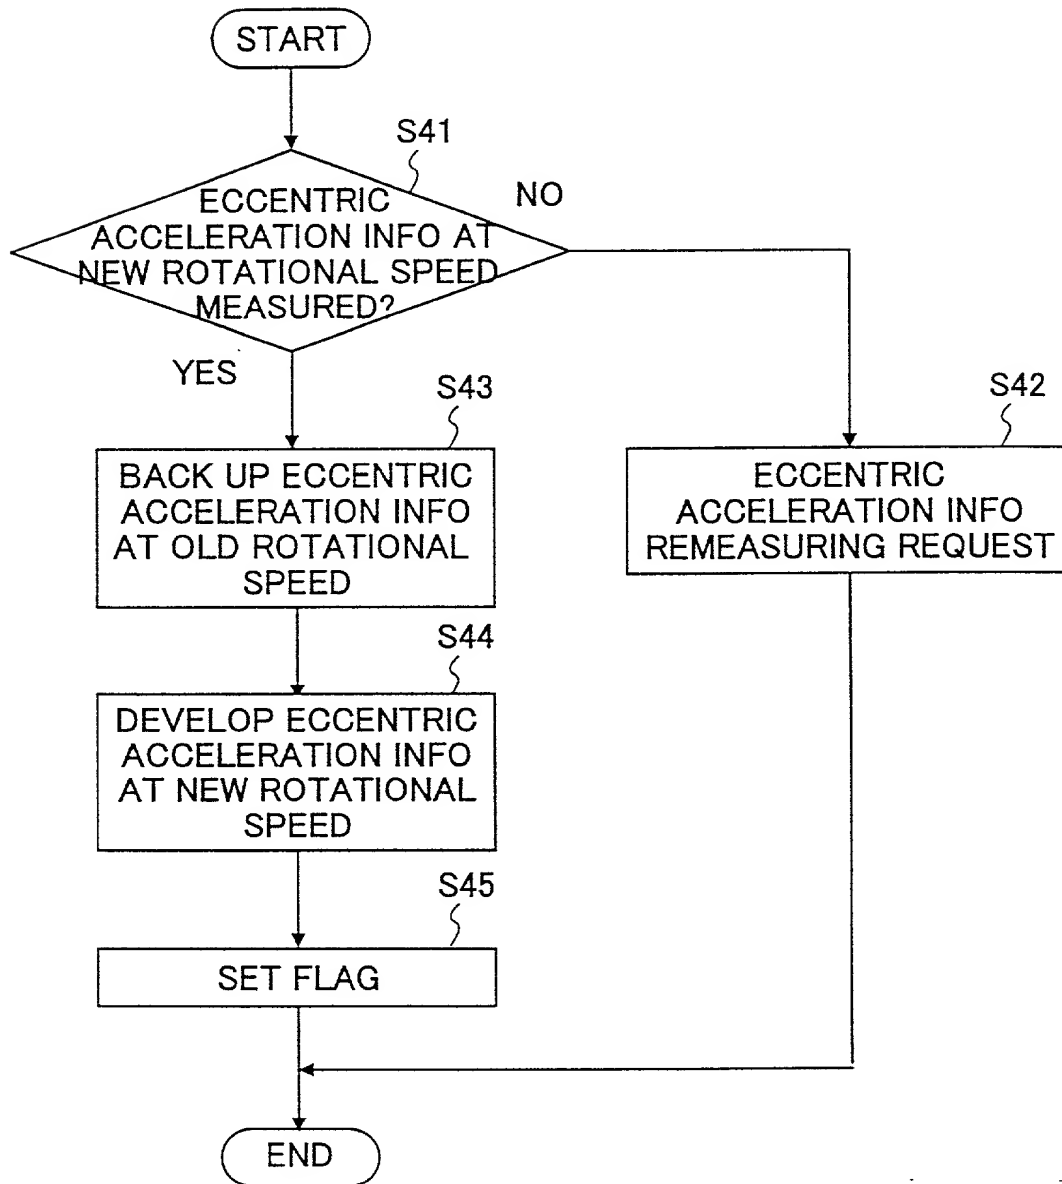 START
S41
ECCENTRIC
ACCELERATION INFO AT
NEW ROTATIONAL SPEED
MEASURED?
NO
YES
S43
BACK UP ECCENTRIC
ACCELERATION INFO
AT OLD ROTATIONAL
SPEED
S42
ECCENTRIC
ACCELERATION INFO
REMEASURING REQUEST
S44
DEVELOP ECCENTRIC
ACCELERATION INFO
AT NEW ROTATIONAL
SPEED
S45
SET FLAG
END